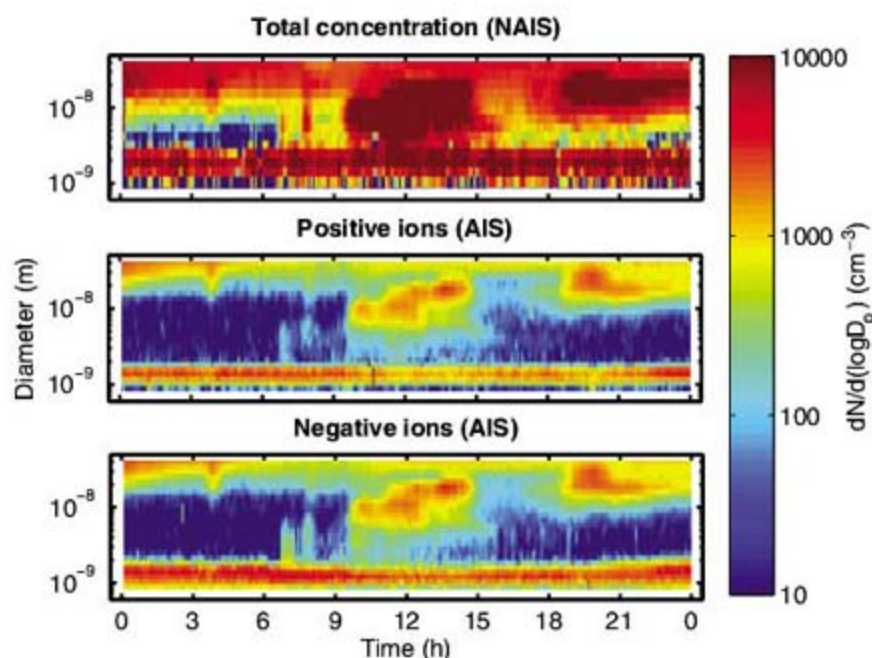 Total concentration (NAIS)
10⁻⁸
10⁻⁹
Positive ions (AIS)
10⁻⁸
10⁻⁹
Diameter (m)
Negative ions (AIS)
10⁻⁸
10⁻⁹
0 3 6 9 12 15 18 21 0
Time (h)
10000
1000
100
10
dN/d(logDₚ) (cm⁻³)